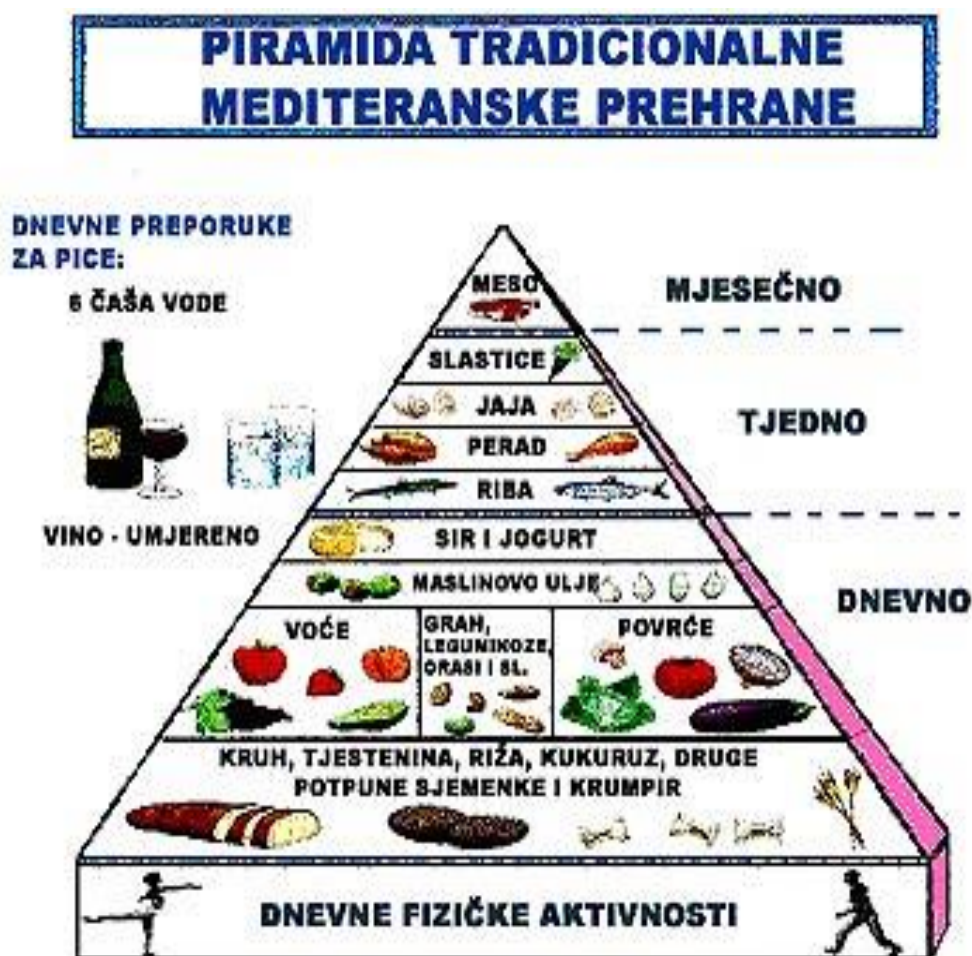 PIRAMIDA TRADICIONALNE
MEDITERANSKE PREHRANE
DNEVNE PREPORUKE
ZA PICE:
6 ČAŠA VODE
VINO - UMJERENO
MESO
MJESEČNO
SLASTICE
JAJA
PERAD
RIBA
TJEDNO
SIR I JOGURT
MASLINOVO ULJE
DNEVNO
VOĆE
GRAH,
LEGUNIKOZE,
ORASI I SL.
POVRĆE
KRUH, TJESTENINA, RIŽA, KUKURUZ, DRUGE
POTPUNE SJEMENKE I KRUMPIR
DNEVNE FIZIČKE AKTIVNOSTI